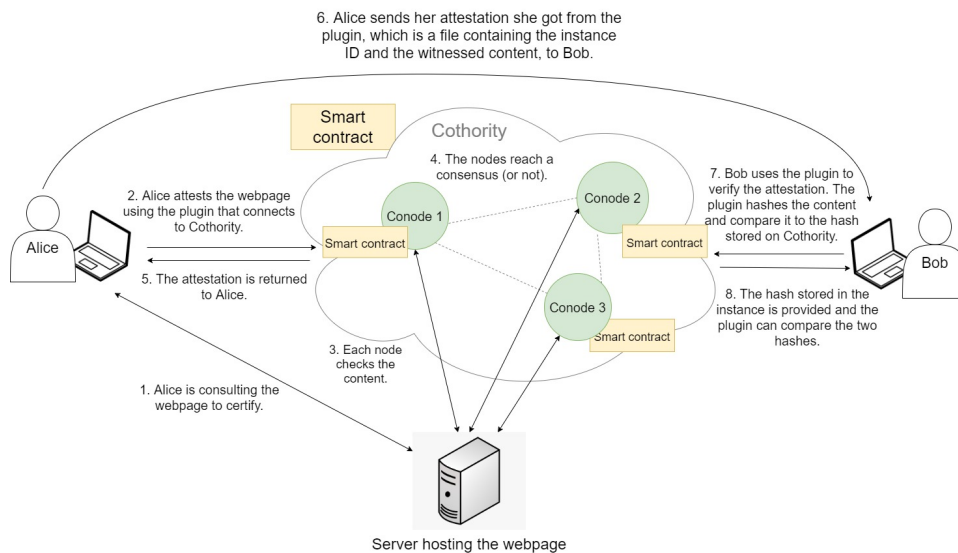 6. Alice sends her attestation she got from the
plugin, which is a file containing the instance
ID and the witnessed content, to Bob.
Smart
contract
Cothority
4. The nodes reach a
consensus (or not).
2. Alice attests the webpage
using the plugin that connects
to Cothority.
Conode 1
Conode 2
7. Bob uses the plugin to
verify the attestation. The
plugin hashes the content
and compare it to the hash
stored on Cothority.
Alice
Smart contract
Smart contract
Bob
5. The attestation is returned
to Alice.
Conode 3
Smart contract
8. The hash stored in the
instance is provided and the
plugin can compare the two
hashes.
3. Each node
checks the
content.
1. Alice is consulting the
webpage to certify.
Server hosting the webpage